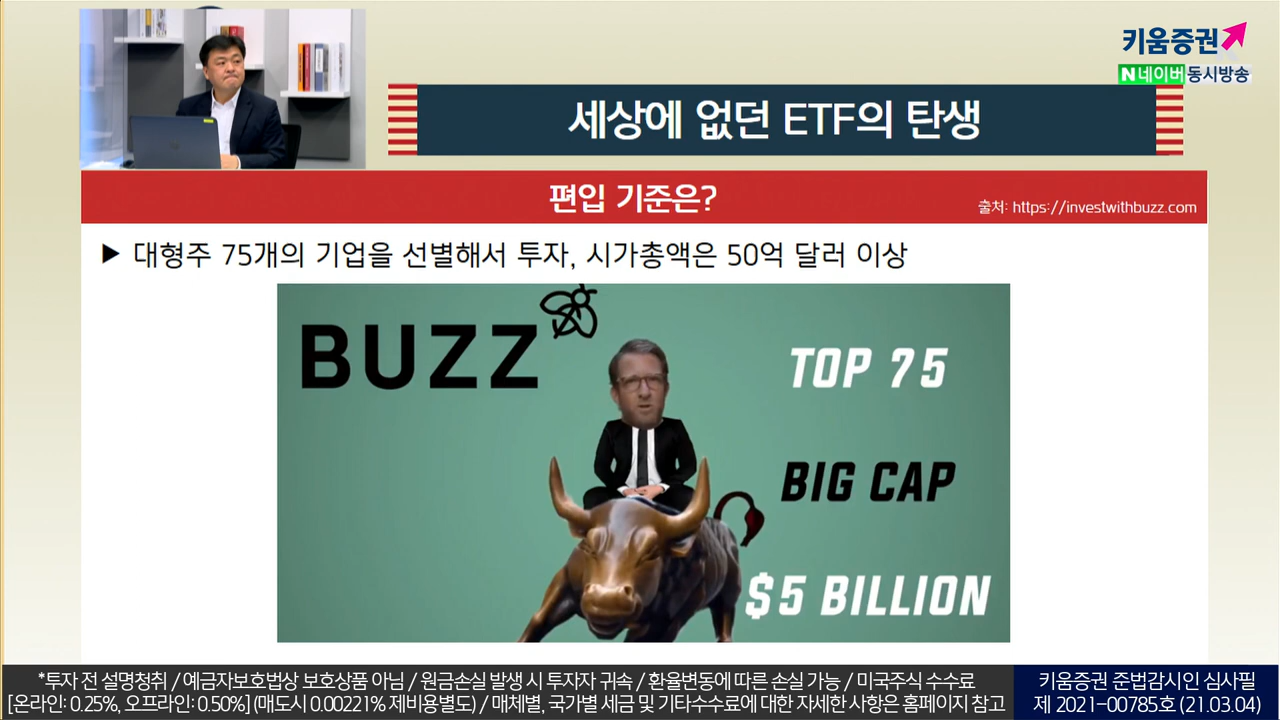 키움증권
N 네이버 동시방송
세상에 없던 ETF의 탄생
편입 기준은?
출처: https://investwithbuzz.com
▶ 대형주 75개의 기업을 선별해서 투자, 시가총액은 50억 달러 이상
BUZZ
TOP 75
BIG CAP
$5 BILLION
*투자 전 설명청취 / 예금자보호법상 보호상품 아님 / 원금손실 발생 시 투자자 귀속 / 환율변동에 따른 손실 가능 / 미국주식 수수료
[온라인: 0.25%, 오프라인: 0.50%] (매도시 0.00221% 제비용별도) / 매체별, 국가별 세금 및 기타수수료에 대한 자세한 사항은 홈페이지 참고
키움증권 준법감시인 심사필
제 2021-00785호 (21.03.04)